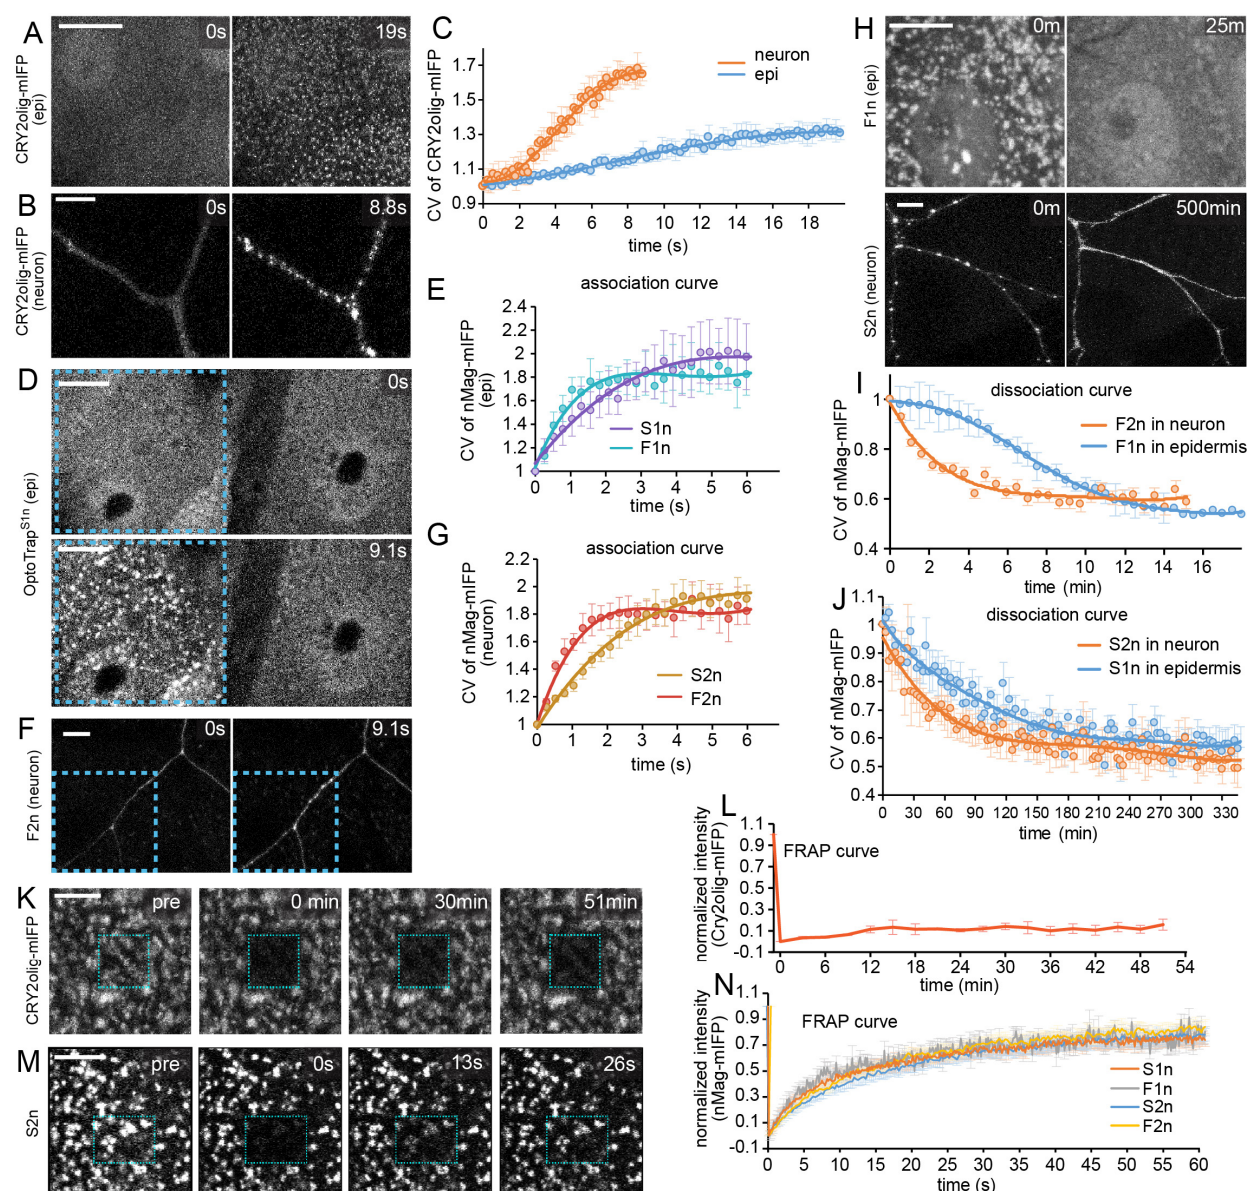 A
CRY2olig-mIFP
(epi)
0s
19s
B
CRY2olig-mIFP
(neuron)
0s
8.8s
C
CV of CRY2olig-mIFP
1.7
1.5
1.3
1.1
0.9
0 2 4 6 8 10 12 14 16 18
time (s)
neuron
epi
D
OptoTrapS1n (epi)
0s
9.1s
E
association curve
CV of nMag-mIFP
(epi)
2.4
2.2
2
1.8
1.6
1.4
1.2
1
0 1 2 3 4 5 6
time (s)
S1n
F1n
F
F2n (neuron)
0s
9.1s
G
association curve
CV of nMag-mIFP
(neuron)
2.2
2
1.8
1.6
1.4
1.2
1
0 1 2 3 4 5 6
time (s)
S2n
F2n
H
F1n (epi)
0m
25m
S2n (neuron)
0m
500min
I
dissociation curve
CV of nMag-mIFP
1
0.8
0.6
0.4
0 2 4 6 8 10 12 14 16
time (min)
F2n in neuron
F1n in epidermis
J
dissociation curve
CV of nMag-mIFP
1.1
1
0.9
0.8
0.7
0.6
0.5
0.4
0 30 60 90 120 150 180 210 240 270 300 330
time (min)
S2n in neuron
S1n in epidermis
K
CRY2olig-mIFP
pre
0 min
30min
51min
L
FRAP curve
normalized intensity
(Cry2olig-mIFP)
1.1
0.9
0.7
0.5
0.3
0.1
-0.1
0 6 12 18 24 30 36 42 48 54
time (min)
M
S2n
pre
0s
13s
26s
N
FRAP curve
normalized intensity
(nMag-mIFP)
1.1
0.9
0.7
0.5
0.3
0.1
-0.1
0 5 10 15 20 25 30 35 40 45 50 55 60
time (s)
S1n
F1n
S2n
F2n